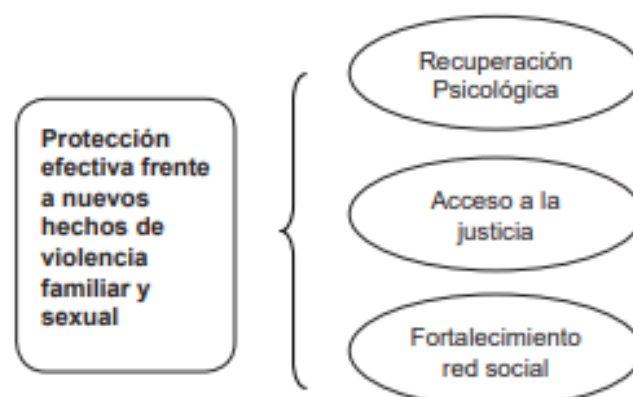 Protección
efectiva frente
a nuevos
hechos de
violencia
familiar y
sexual
Recuperación
Psicológica
Acceso a la
justicia
Fortalecimiento
red social